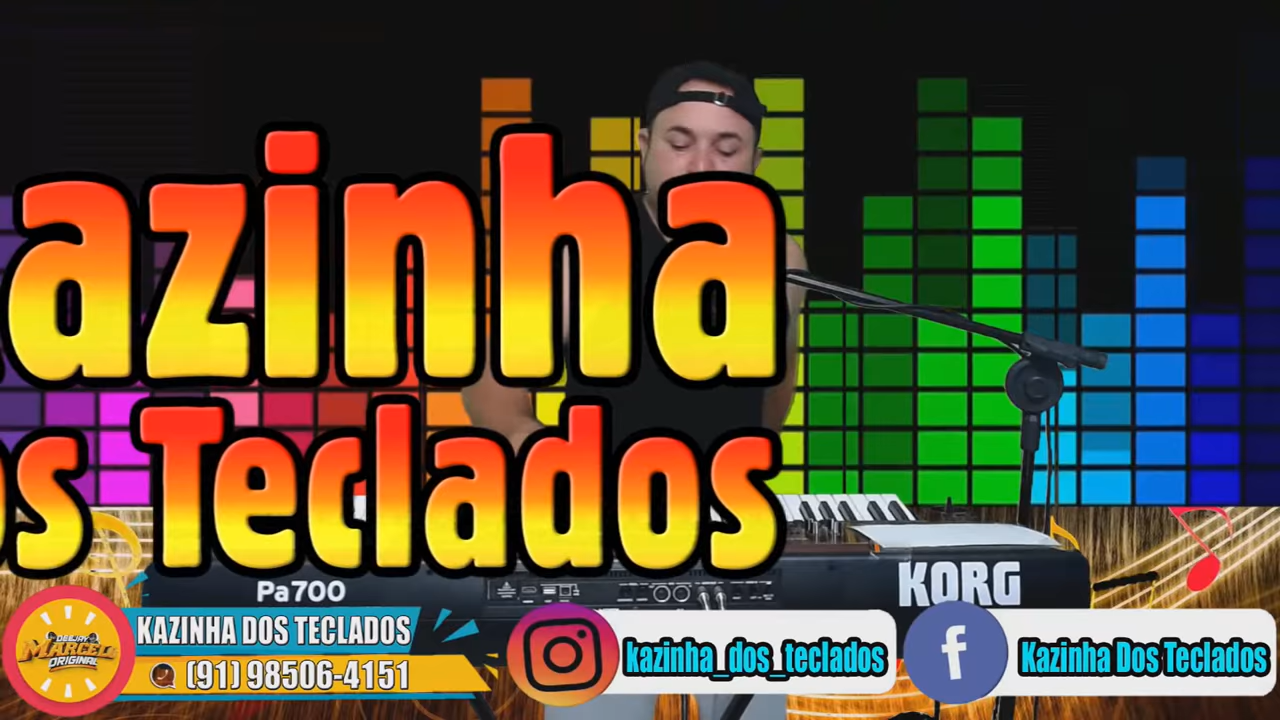 azinha
os Teclados
Pa700
KORG
DEEJAY
MARCELO
ORIGINAL
KAZINHA DOS TECLADOS
(91) 98506-4151
kazinha_dos_teclados
Kazinha Dos Teclados